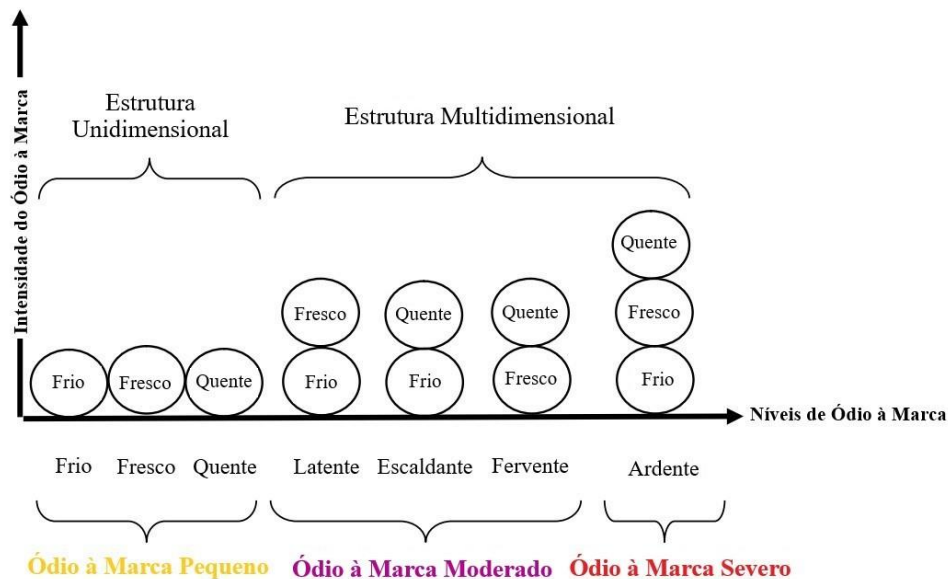 Intensidade do Ódio à Marca
Estrutura
Unidimensional
Estrutura Multidimensional
Quente
Fresco
Quente
Quente
Fresco
Frio
Fresco
Quente
Frio
Frio
Fresco
Frio
Níveis de Ódio à Marca
Frio
Fresco
Quente
Latente
Escaldante
Fervente
Ardente
Ódio à Marca Pequeno
Ódio à Marca Moderado
Ódio à Marca Severo